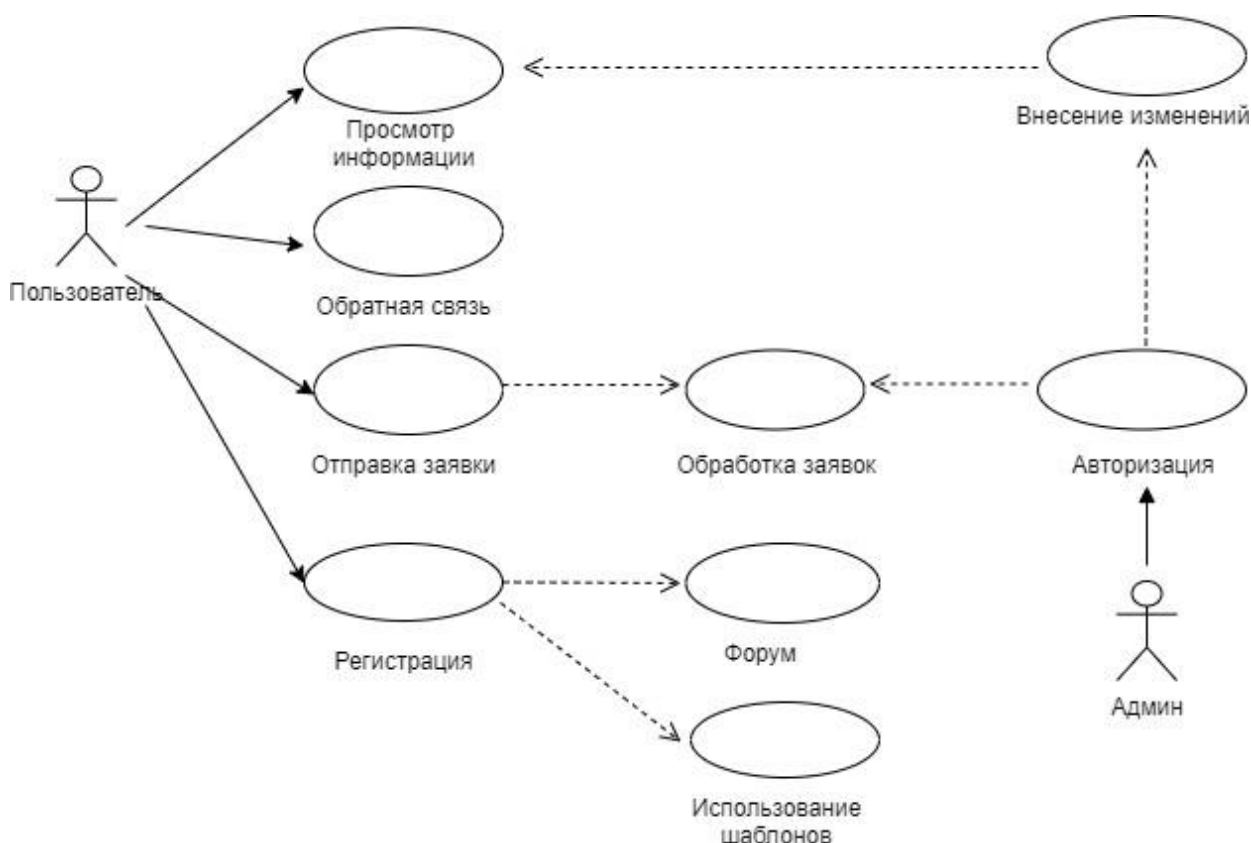 Просмотр
информации
Внесение изменений
Пользователь
Обратная связь
Отправка заявки
Обработка заявок
Авторизация
Регистрация
Форум
Админ
Использование
шаблонов